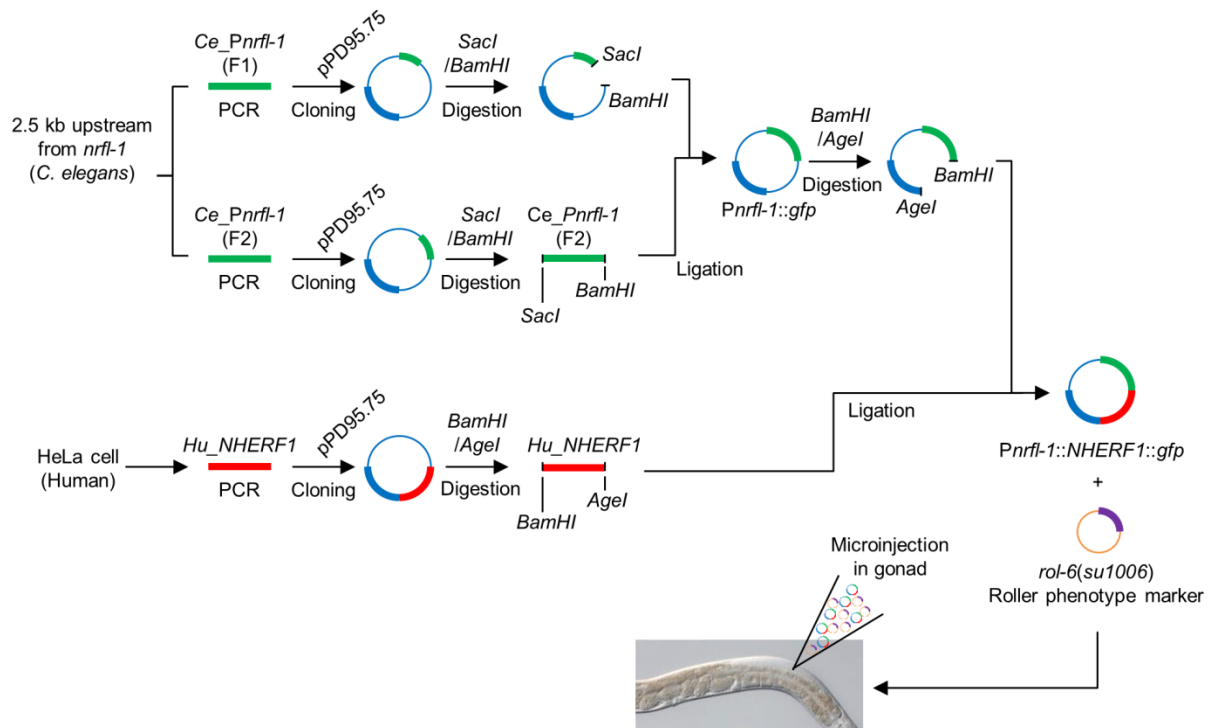 Ce_Pnrfl-1
(F1)
PCR
pPD95.75
Cloning
SacI
/BamHI
Digestion
SacI
BamHI
2.5 kb upstream
from nrfl-1
(C. elegans)
Ce_Pnrfl-1
(F2)
PCR
pPD95.75
Cloning
SacI
/BamHI
Digestion
Ce_Pnrfl-1
(F2)
BamHI
SacI
Ligation
Pnrfl-1::gfp
BamHI
/AgeI
Digestion
BamHI
AgeI
HeLa cell
(Human)
Hu_NHERF1
PCR
pPD95.75
Cloning
BamHI
/AgeI
Digestion
Hu_NHERF1
AgeI
BamHI
Ligation
Pnrfl-1::NHERF1::gfp
+
rol-6(su1006)
Roller phenotype marker
Microinjection
in gonad